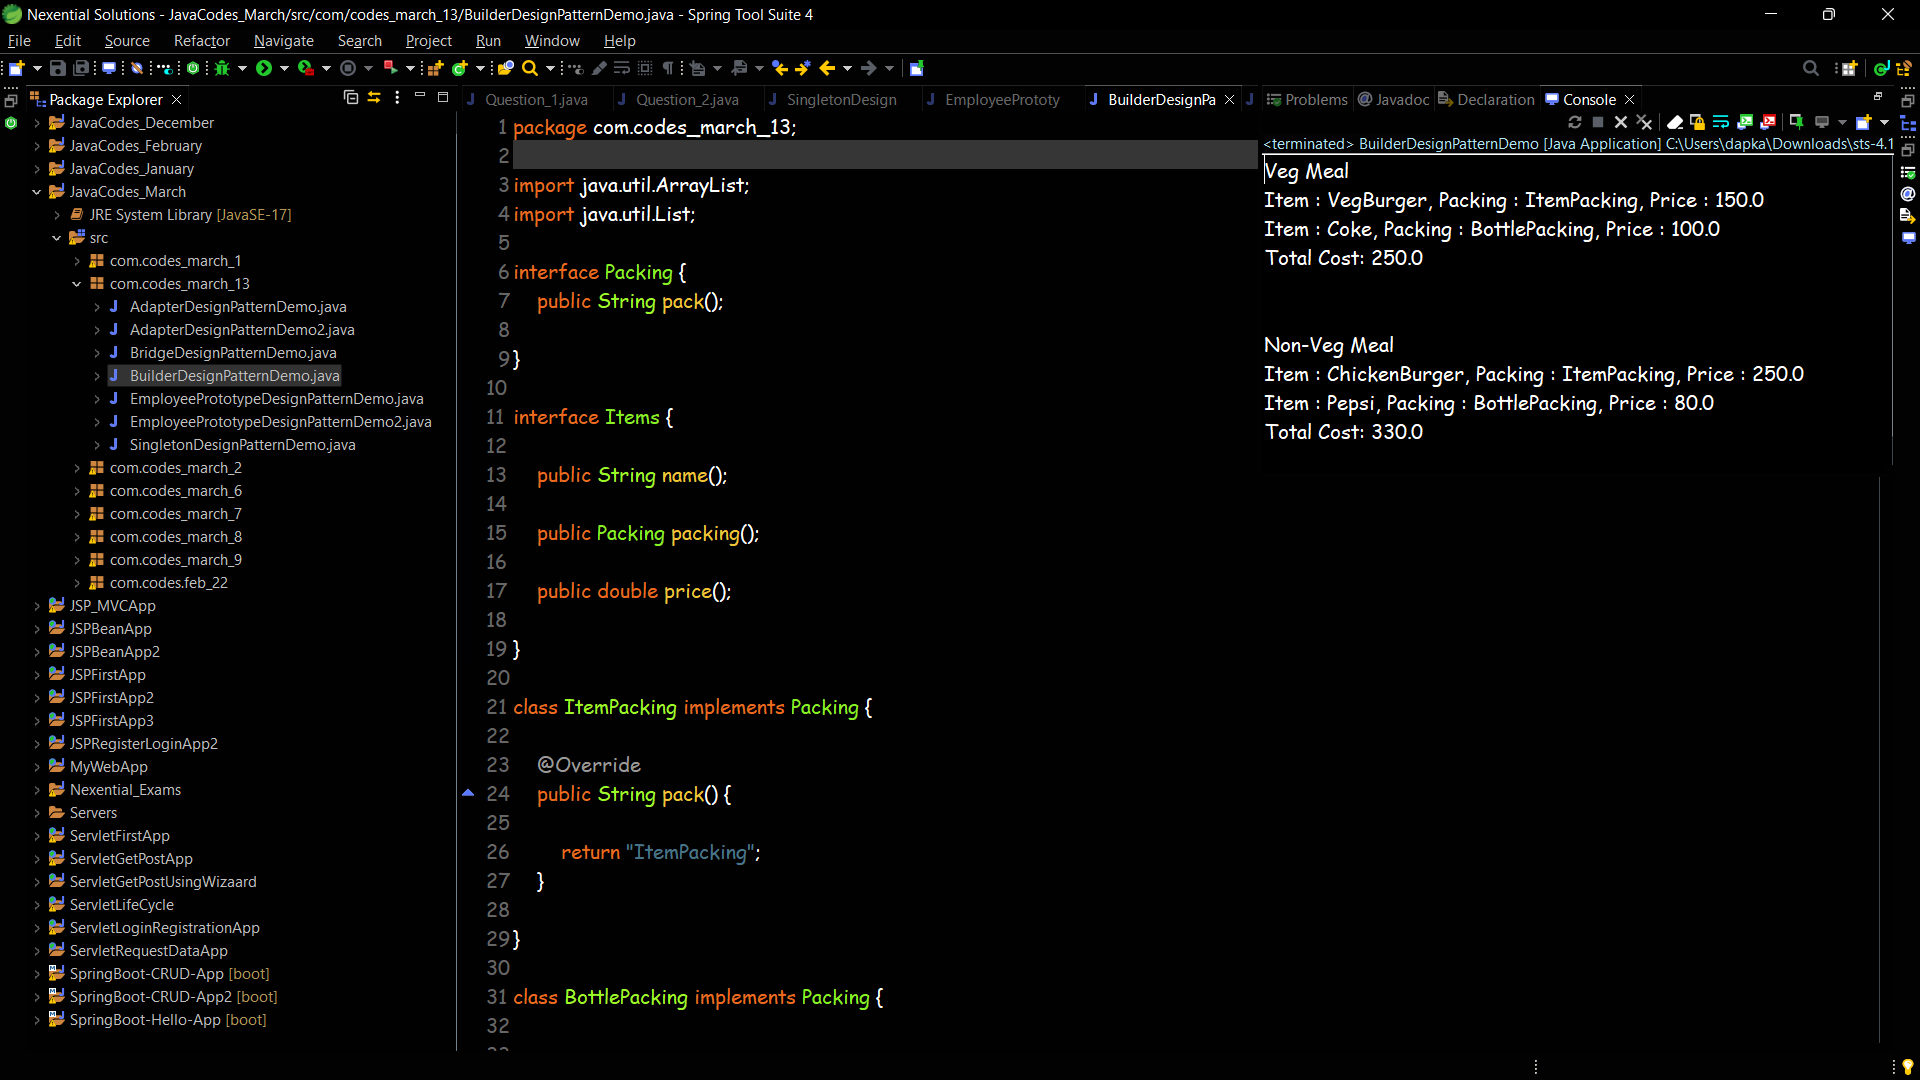 Nexential Solutions - JavaCodes_March/src/com/codes_march_13/BuilderDesignPatternDemo.java - Spring Tool Suite 4
File Edit Source Refactor Navigate Search Project Run Window Help
Package Explorer
JavaCodes_December
JavaCodes_February
JavaCodes_January
JavaCodes_March
JRE System Library [JavaSE-17]
src
com.codes_march_1
com.codes_march_13
AdapterDesignPatternDemo.java
AdapterDesignPatternDemo2.java
BridgeDesignPatternDemo.java
BuilderDesignPatternDemo.java
EmployeePrototypeDesignPatternDemo.java
EmployeePrototypeDesignPatternDemo2.java
SingletonDesignPatternDemo.java
com.codes_march_2
com.codes_march_6
com.codes_march_7
com.codes_march_8
com.codes_march_9
com.codes.feb_22
JSP_MVCApp
JSPBeanApp
JSPBeanApp2
JSPFirstApp
JSPFirstApp2
JSPFirstApp3
JSPRegisterLoginApp2
MyWebApp
Nexential_Exams
Servers
ServletFirstApp
ServletGetPostApp
ServletGetPostUsingWizaard
ServletLifeCycle
ServletLoginRegistrationApp
ServletRequestDataApp
SpringBoot-CRUD-App [boot]
SpringBoot-CRUD-App2 [boot]
SpringBoot-Hello-App [boot]
Question_1.java Question_2.java SingletonDesign EmployeePrototy BuilderDesignPa
1 package com.codes_march_13;
2
3 import java.util.ArrayList;
4 import java.util.List;
5
6 interface Packing {
7 public String pack();
8
9 }
10
11 interface Items {
12
13 public String name();
14
15 public Packing packing();
16
17 public double price();
18
19 }
20
21 class ItemPacking implements Packing {
22
23 @Override
24 public String pack() {
25
26 return "ItemPacking";
27 }
28
29 }
30
31 class BottlePacking implements Packing {
32
Problems Javadoc Declaration Console
<terminated> BuilderDesignPatternDemo [Java Application] C:\Users\dapka\Downloads\sts-4.1
Veg Meal
Item : VegBurger, Packing : ItemPacking, Price : 150.0
Item : Coke, Packing : BottlePacking, Price : 100.0
Total Cost: 250.0
Non-Veg Meal
Item : ChickenBurger, Packing : ItemPacking, Price : 250.0
Item : Pepsi, Packing : BottlePacking, Price : 80.0
Total Cost: 330.0